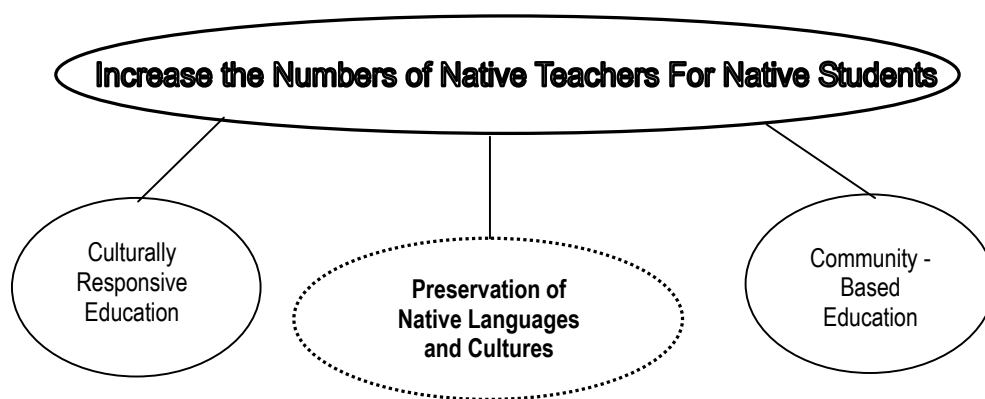 Increase the Numbers of Native Teachers For Native Students
Culturally
Responsive
Education
Preservation of
Native Languages
and Cultures
Community -
Based
Education